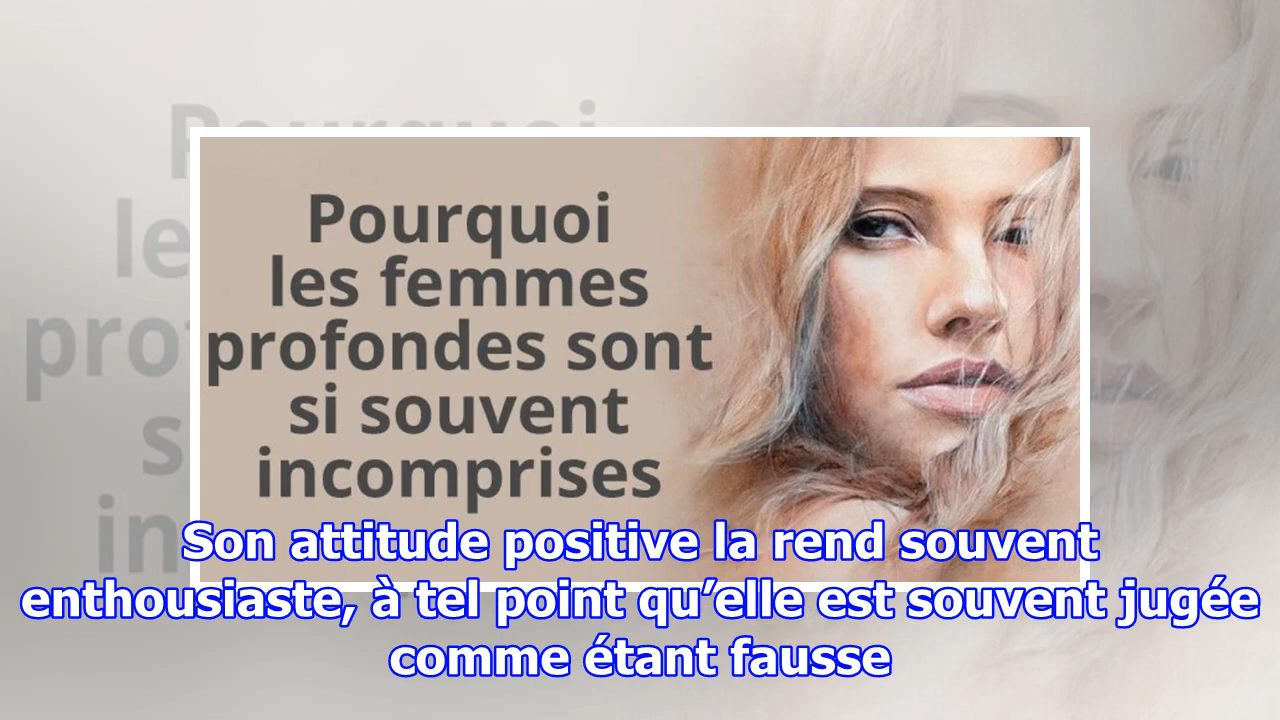 Pourquoi
les femmes
profondes sont
si souvent
incomprises
Son attitude positive la rend souvent
enthousiaste, à tel point qu’elle est souvent jugée
comme étant fausse